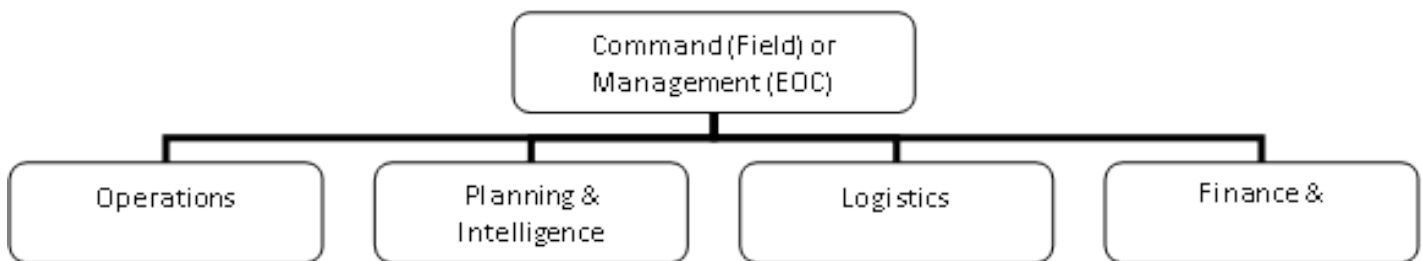 Command (Field) or
Management (EOC)
Operations
Planning &
Intelligence
Logistics
Finance &